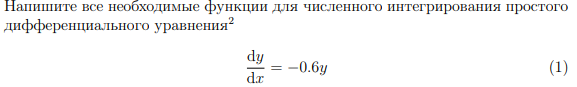 Напишите все необходимые функции для численного интегрирования простого
дифференциального уравнения²
dy/dx = −0.6y (1)